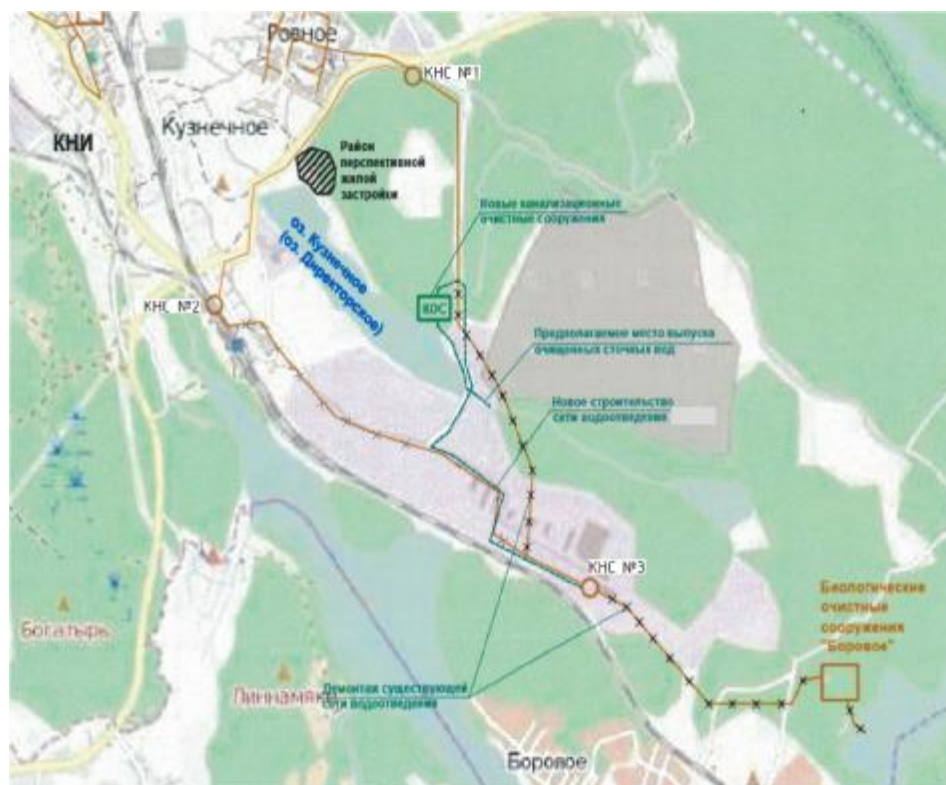 Ровное
КНС №1
Кузнечное
КНИ
Район
перспективной
жилой
застройки
Новые канализационные
очистные сооружения
оз. Кузнечное
(оз. Директорское)
КНС №2
КОС
Предполагаемое место выпуска
очищенных сточных вод
Новое строительство
сети водоотведения
КНС №3
Биологические
очистные
сооружения
"Боровое"
Богатырь
Линнамяки
Демонтаж существующей
сети водоотведения
Боровое